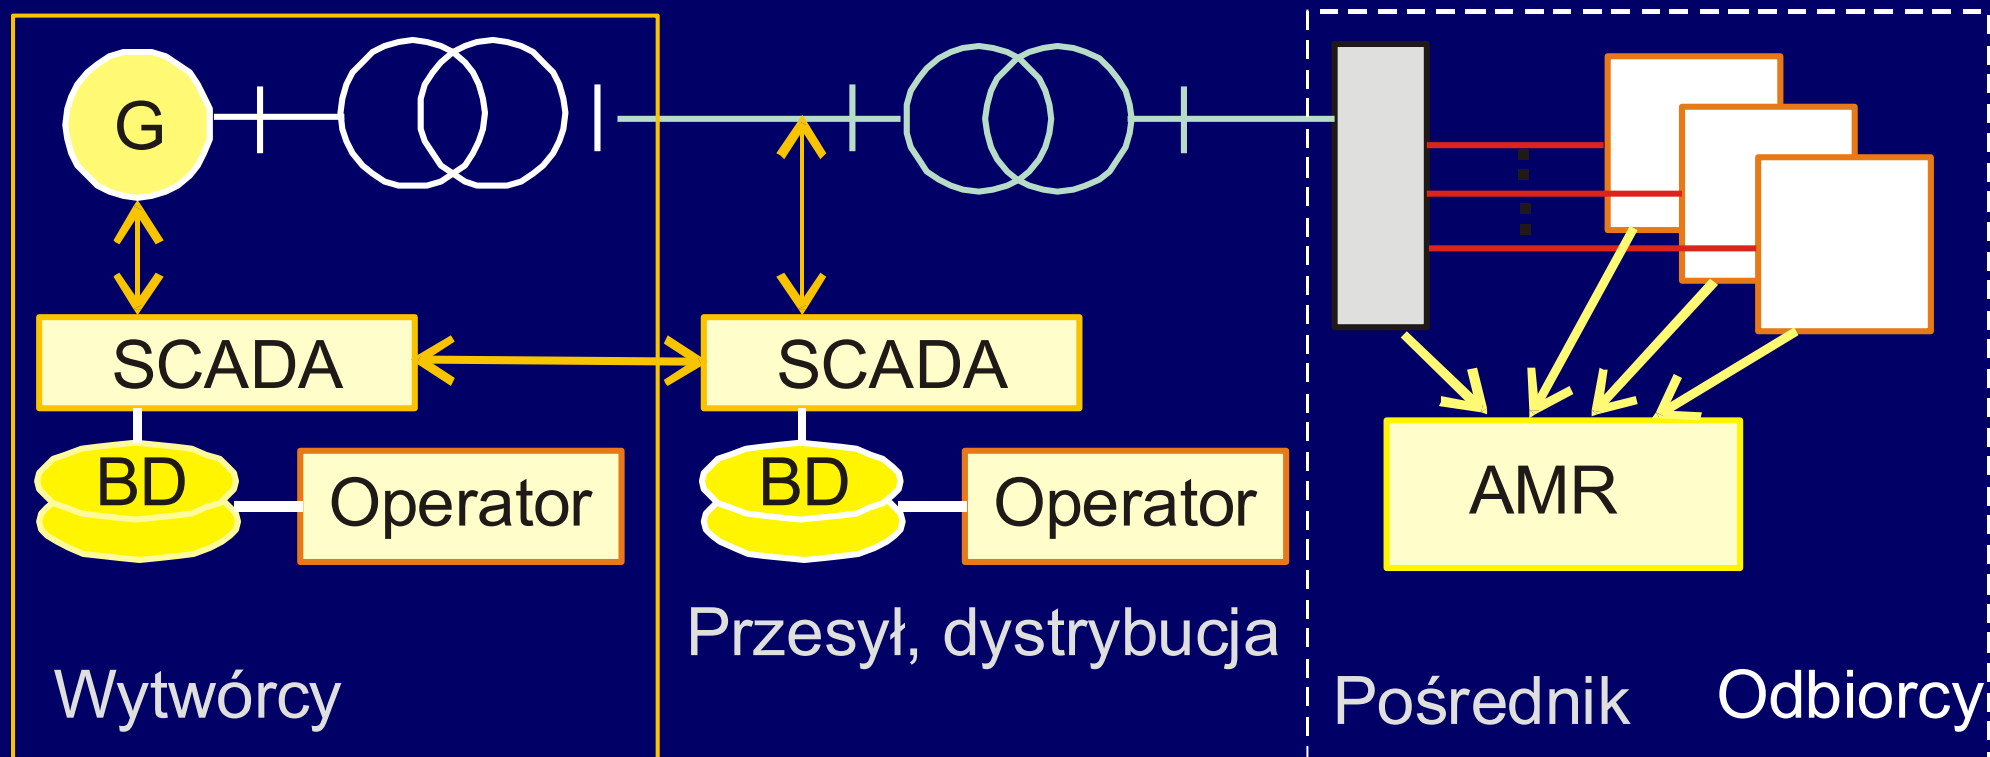 G
SCADA
SCADA
BD
Operator
BD
Operator
AMR
Przesył, dystrybucja
Wytwórcy
Pośrednik
Odbiorcy